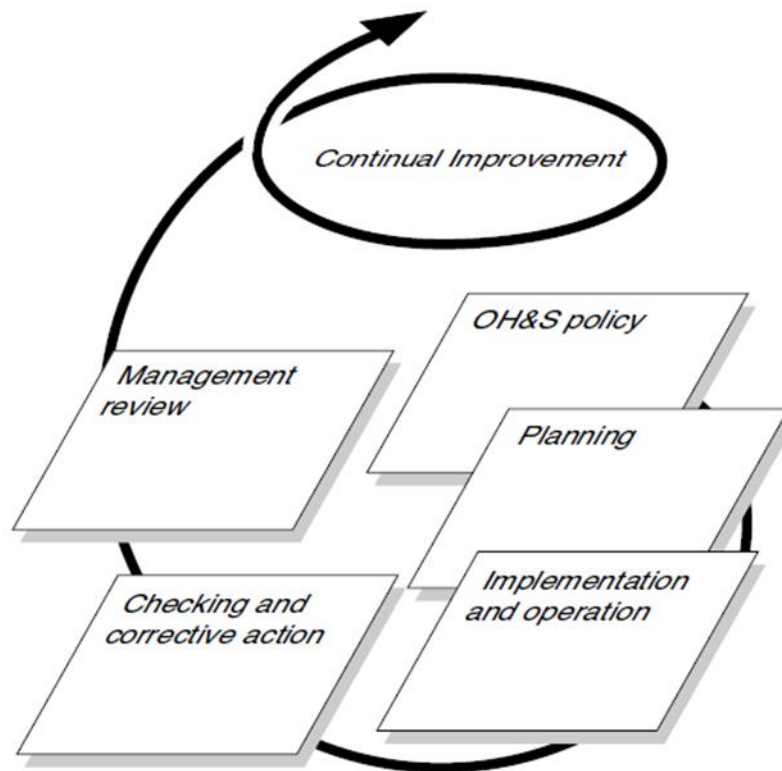 Continual Improvement
OH&S policy
Management
review
Planning
Implementation
and operation
Checking and
corrective action